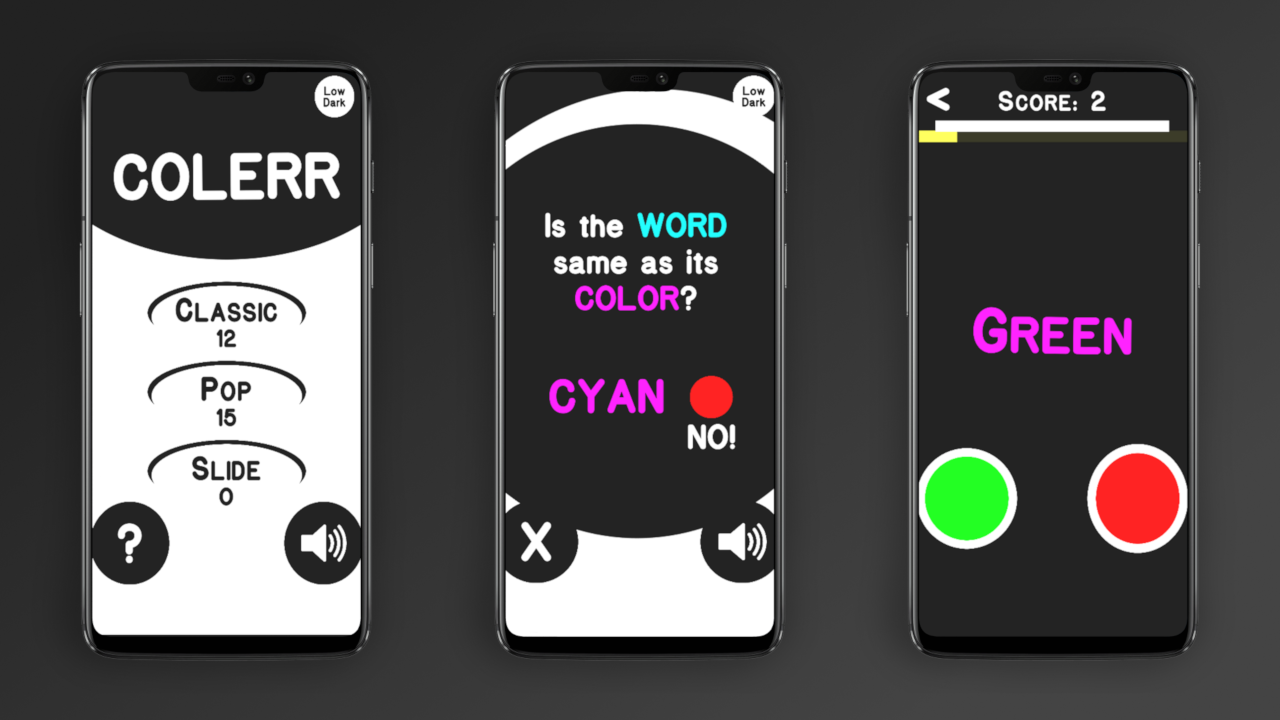 Low
Dark
COLERR
CLASSIC
12
POP
15
SLIDE
0
?
Low
Dark
Is the WORD
same as its
COLOR?
CYAN
NO!
X
< SCORE: 2
GREEN